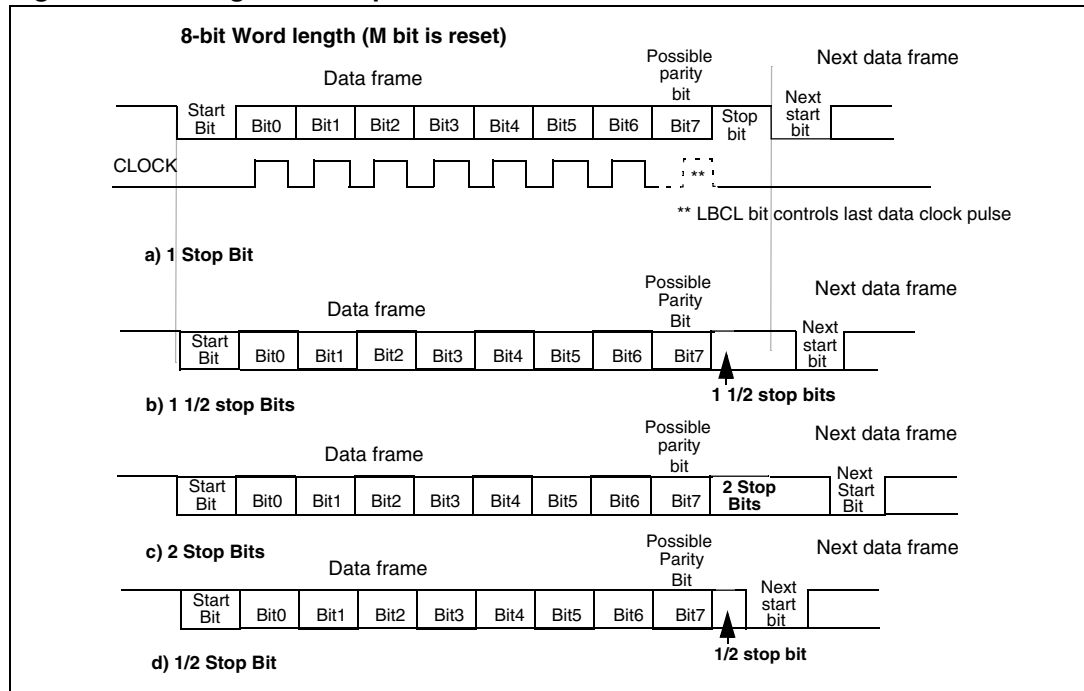 8-bit Word length (M bit is reset)
Possible
parity
bit
Next data frame
Data frame
Start
Bit
Bit0
Bit1
Bit2
Bit3
Bit4
Bit5
Bit6
Bit7
Stop
bit
Next
start
bit
CLOCK
**
** LBCL bit controls last data clock pulse
a) 1 Stop Bit
Possible
Parity
Bit
Next data frame
Data frame
Start
Bit
Bit0
Bit1
Bit2
Bit3
Bit4
Bit5
Bit6
Bit7
Next
start
bit
1 1/2 stop bits
b) 1 1/2 stop Bits
Possible
parity
bit
Next data frame
Data frame
Start
Bit
Bit0
Bit1
Bit2
Bit3
Bit4
Bit5
Bit6
Bit7
2 Stop
Bits
Next
Start
Bit
c) 2 Stop Bits
Possible
Parity
Bit
Next data frame
Data frame
Start
Bit
Bit0
Bit1
Bit2
Bit3
Bit4
Bit5
Bit6
Bit7
Next
start
bit
1/2 stop bit
d) 1/2 Stop Bit